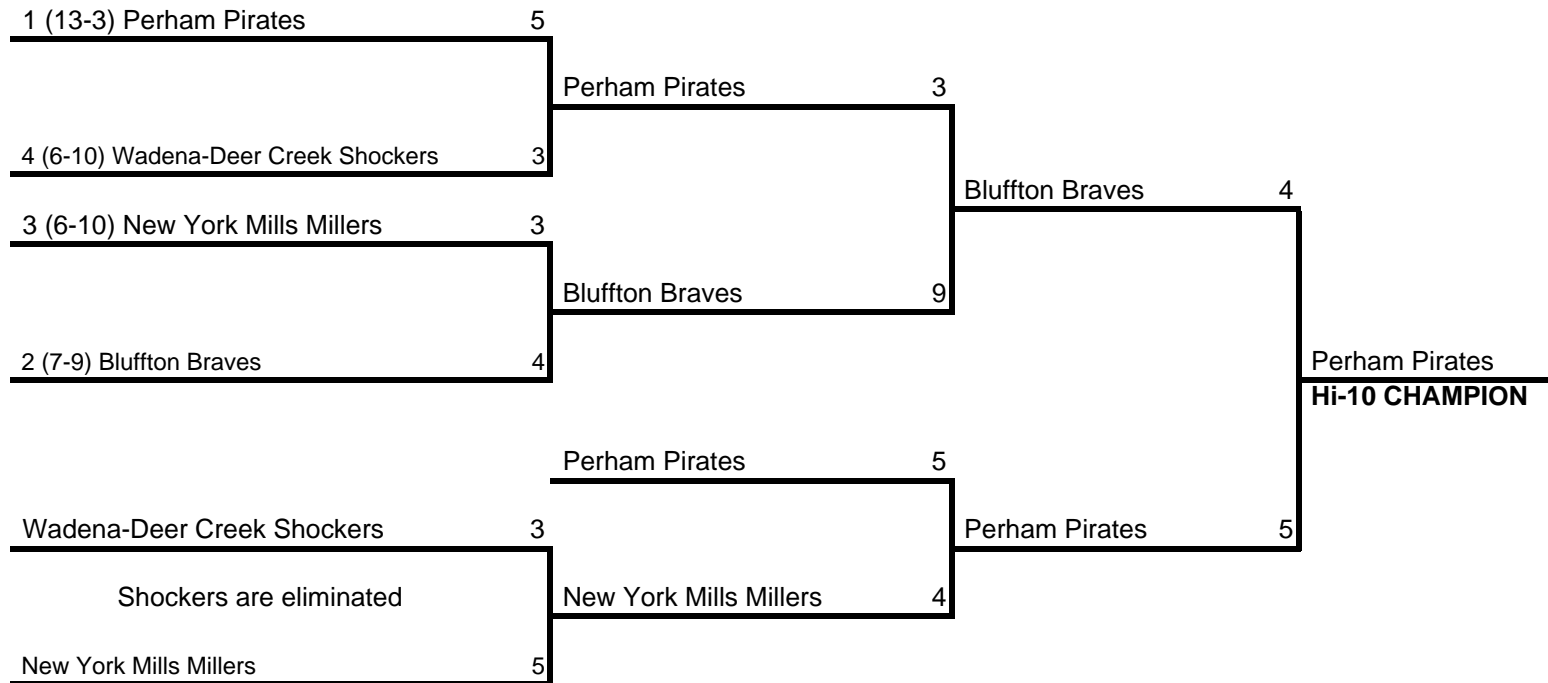 1 (13-3) Perham Pirates 5
Perham Pirates 3
4 (6-10) Wadena-Deer Creek Shockers 3
Bluffton Braves 4
3 (6-10) New York Mills Millers 3
Bluffton Braves 9
2 (7-9) Bluffton Braves 4
Perham Pirates
Hi-10 CHAMPION
Perham Pirates 5
Wadena-Deer Creek Shockers 3
Perham Pirates 5
Shockers are eliminated
New York Mills Millers 4
New York Mills Millers 5